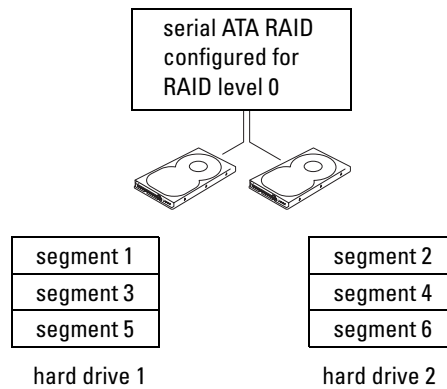 serial ATA RAID
configured for
RAID level 0
segment 1
segment 3
segment 5
hard drive 1
segment 2
segment 4
segment 6
hard drive 2